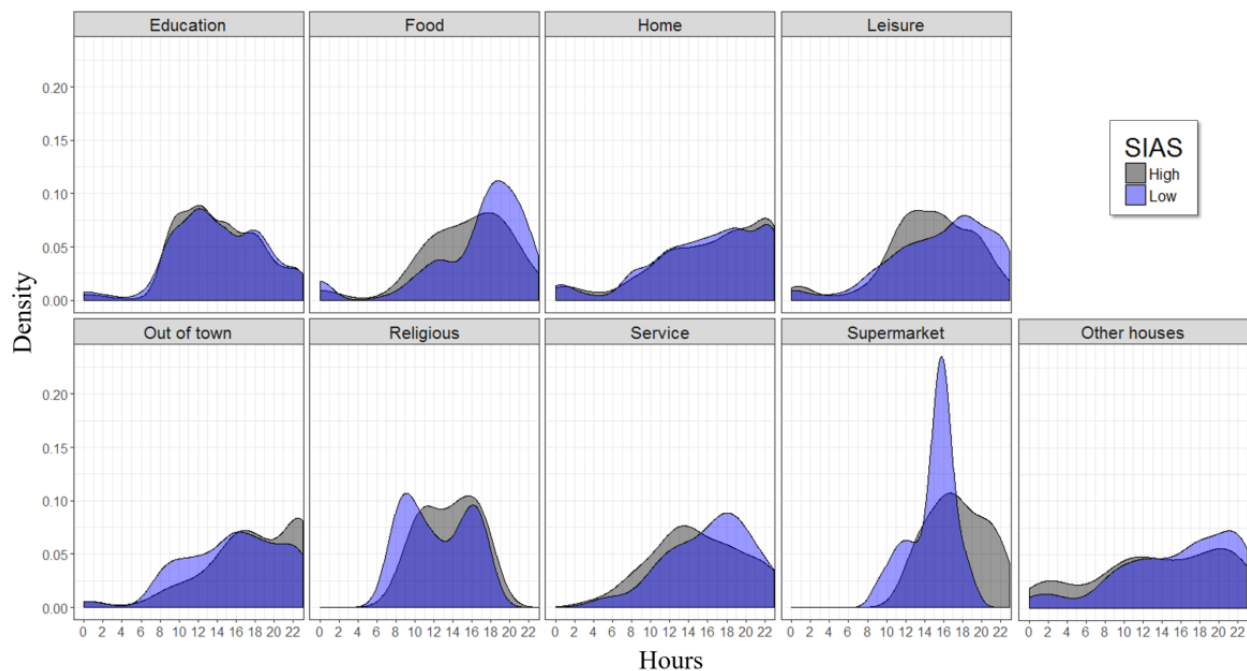 Education Food Home Leisure
0.20
0.15
0.10
0.05
0.00
SIAS
High
Low
Density
Out of town Religious Service Supermarket Other houses
0.20
0.15
0.10
0.05
0.00
0 2 4 6 8 10 12 14 16 18 20 22 0 2 4 6 8 10 12 14 16 18 20 22 0 2 4 6 8 10 12 14 16 18 20 22 0 2 4 6 8 10 12 14 16 18 20 22 0 2 4 6 8 10 12 14 16 18 20 22
Hours